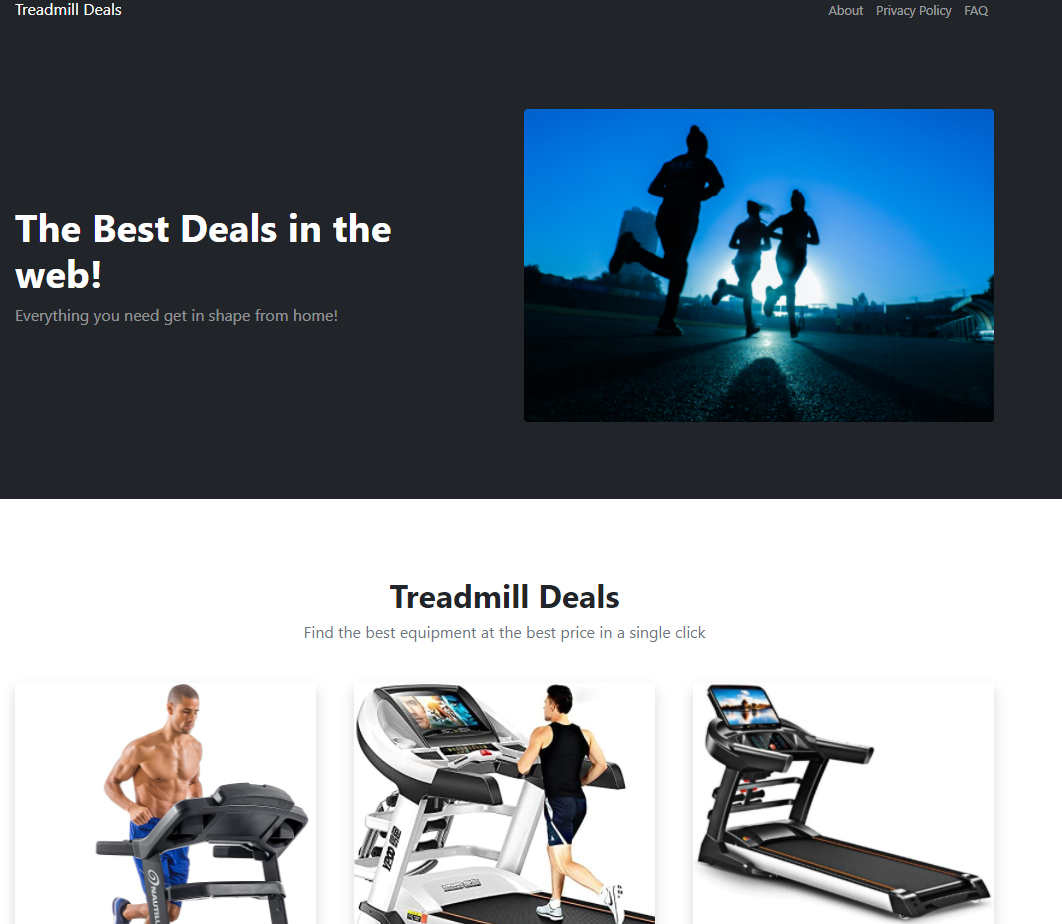 Treadmill Deals
About Privacy Policy FAQ
The Best Deals in the
web!
Everything you need get in shape from home!
Treadmill Deals
Find the best equipment at the best price in a single click
NAUTIL